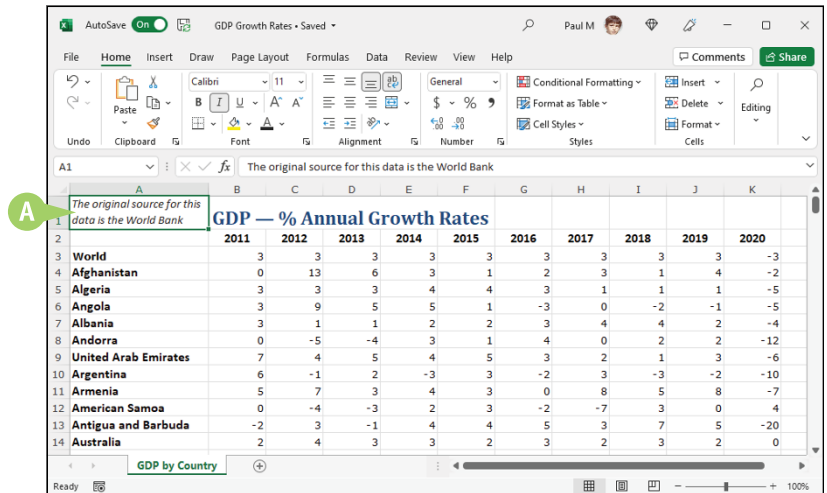 AutoSave On GDP Growth Rates • Saved Paul M
File Home Insert Draw Page Layout Formulas Data Review View Help Comments Share
Calibri 11 General Conditional Formatting Insert
Paste B I U A A $ % Format as Table Delete Editing
A Cell Styles Format
Undo Clipboard Font Alignment Number Styles Cells
A1 fx The original source for this data is the World Bank
A B C D E F G H I J K
A
The original source for this
1 data is the World Bank GDP — % Annual Growth Rates
2 2011 2012 2013 2014 2015 2016 2017 2018 2019 2020
3 World 3 3 3 3 3 3 3 3 3 -3
4 Afghanistan 0 13 6 3 1 2 3 1 4 -2
5 Algeria 3 3 3 4 4 3 1 1 1 -5
6 Angola 3 9 5 5 1 -3 0 -2 -1 -5
7 Albania 3 1 1 2 2 3 4 4 2 -4
8 Andorra 0 -5 -4 3 1 4 0 2 2 -12
9 United Arab Emirates 7 4 5 4 5 3 2 1 3 -6
10 Argentina 6 -1 2 -3 3 -2 3 -3 -2 -10
11 Armenia 5 7 3 4 3 0 8 5 8 -7
12 American Samoa 0 -4 -3 2 3 -2 -7 3 0 4
13 Antigua and Barbuda -2 3 -1 4 4 5 3 7 5 -20
14 Australia 2 4 3 3 2 3 2 3 2 0
GDP by Country
Ready 100%